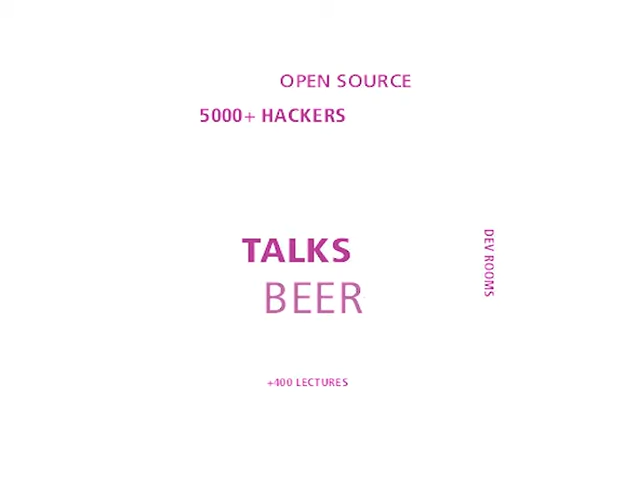 OPEN SOURCE
5000+ HACKERS
TALKS
DEV ROOMS
BEER
+400 LECTURES